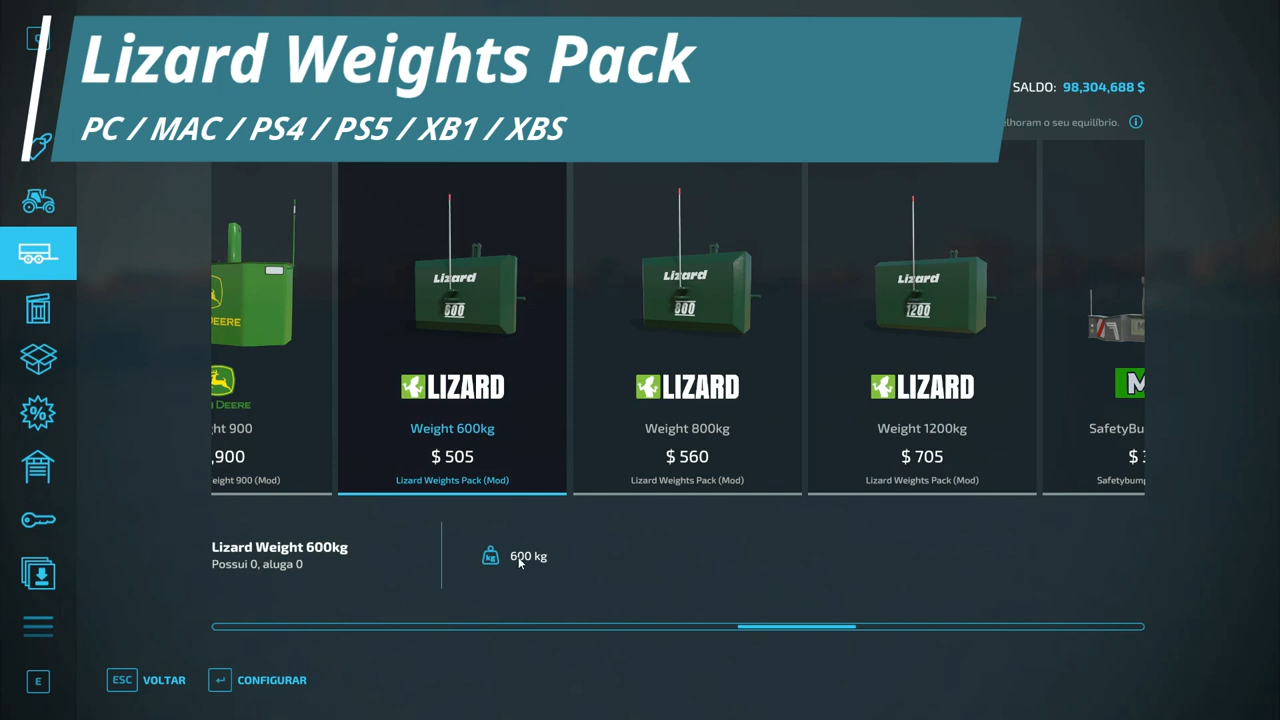 Lizard Weights Pack
PC / MAC / PS4 / PS5 / XB1 / XBS
SALDO: 98,304,688 $
elhoram o seu equilíbrio.
DEERE
Lizard
600
Lizard
800
Lizard
1200
DEERE
LIZARD
LIZARD
LIZARD
M
ht 900
Weight 600kg
Weight 800kg
Weight 1200kg
SafetyBu
,900
$ 505
$ 560
$ 705
$
eight 900 (Mod)
Lizard Weights Pack (Mod)
Lizard Weights Pack (Mod)
Lizard Weights Pack (Mod)
Safetybum
Lizard Weight 600kg
Possui 0, aluga 0
kg
600 kg
E
ESC VOLTAR
CONFIGURAR